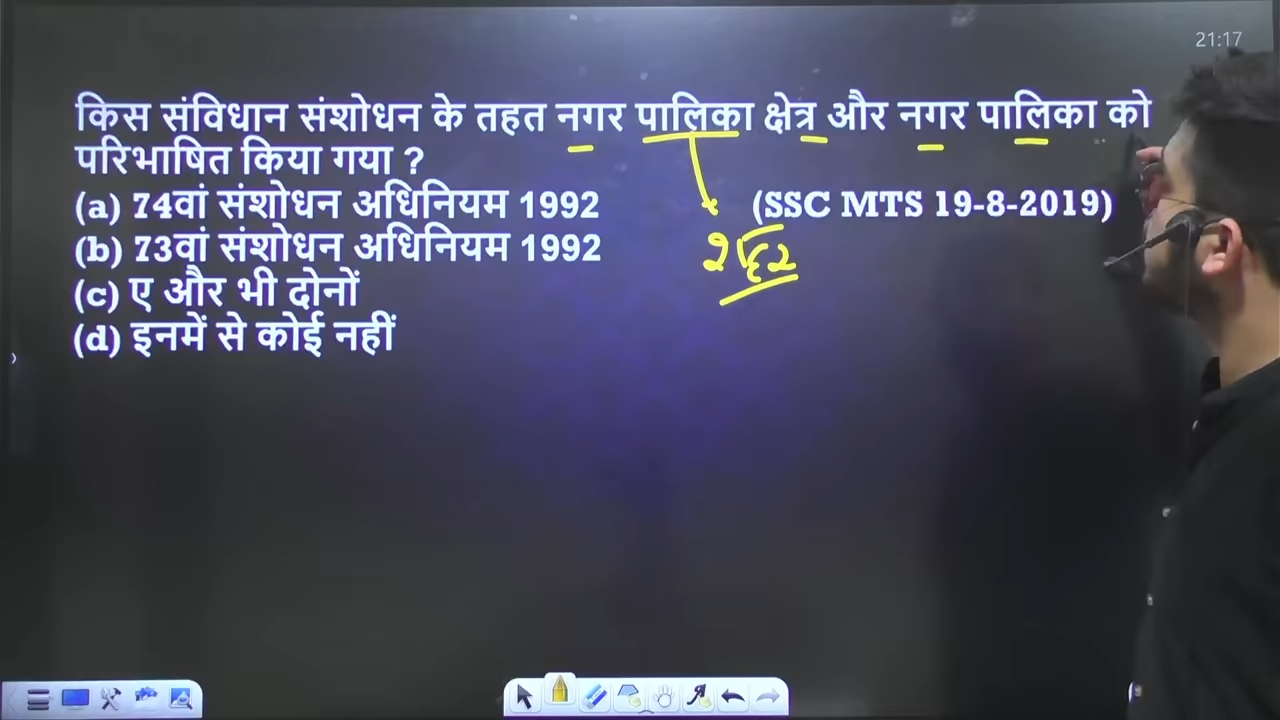 21:17
किस संविधान संशोधन के तहत नगर पालिका क्षेत्र और नगर पालिका को
परिभाषित किया गया ?
(a) 74वां संशोधन अधिनियम 1992
(SSC MTS 19-8-2019)
(b) 73वां संशोधन अधिनियम 1992
(c) ए और भी दोनों
(d) इनमें से कोई नहीं